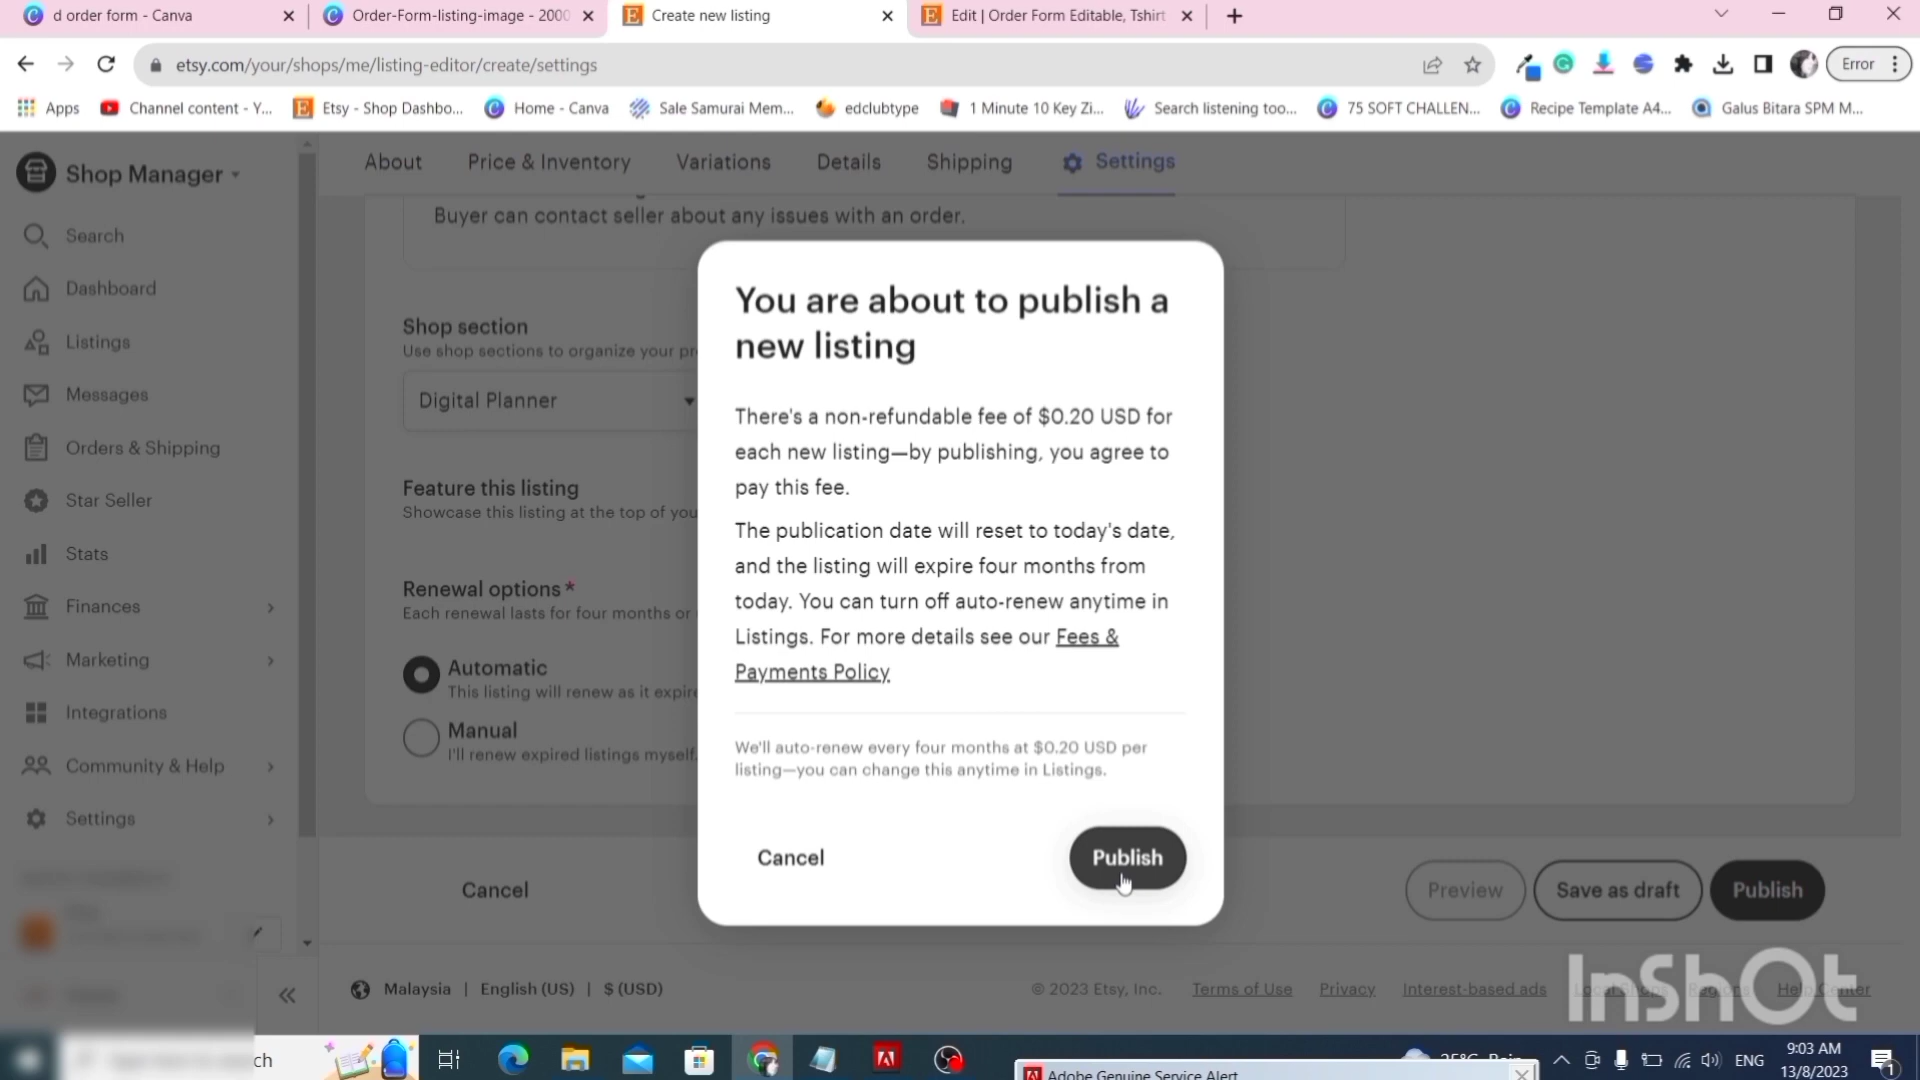 d order form - Canva
Order-Form-listing-image - 2000
Create new listing
Edit | Order Form Editable, Tshirt
etsy.com/your/shops/me/listing-editor/create/settings
Error
Apps
Channel content - Y...
Etsy - Shop Dashbo...
Home - Canva
Sale Samurai Mem...
edclubtype
1 Minute 10 Key Zi...
Search listening too...
75 SOFT CHALLEN...
Recipe Template A4...
Galus Bitara SPM M...
Shop Manager
Search
Dashboard
Listings
Messages
Orders & Shipping
Star Seller
Stats
Finances
Marketing
Integrations
Community & Help
Settings
About
Price & Inventory
Variations
Details
Shipping
Settings
Buyer can contact seller about any issues with an order.
Shop section
Use shop sections to organize your
Digital Planner
Feature this listing
Showcase this listing at the top of
Renewal options *
Each renewal lasts for four months or
Automatic
This listing will renew as it
Manual
I'll renew expired listings myself.
You are about to publish a
new listing
There's a non-refundable fee of $0.20 USD for
each new listing—by publishing, you agree to
pay this fee.
The publication date will reset to today's date,
and the listing will expire four months from
today. You can turn off auto-renew anytime in
Listings. For more details see our Fees &
Payments Policy
We'll auto-renew every four months at $0.20 USD per
listing—you can change this anytime in Listings.
Cancel
Publish
Cancel
Preview
Save as draft
Publish
Malaysia | English (US) | $ (USD)
© 2023 Etsy, Inc.
Terms of Use
Privacy
Interest-based ads
Local Shops
Regions
Help Center
InShOt
ENG
9:03 AM
13/8/2023
1
Adobe Genuine Service Alert